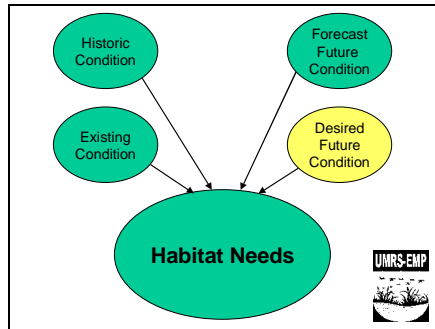 Historic
Condition
Forecast
Future
Condition
Existing
Condition
Desired
Future
Condition
Habitat Needs
UMRS-EMP